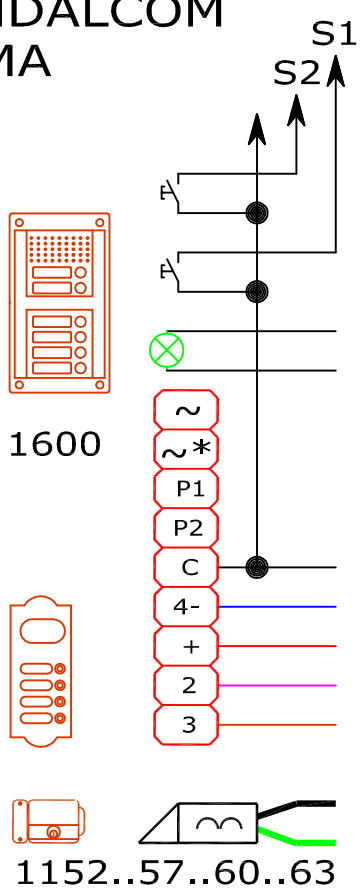 IDALCOM
MA
S1
S2
1600
~
~*
P1
P2
C
4-
+
2
3
1152..57..60..63